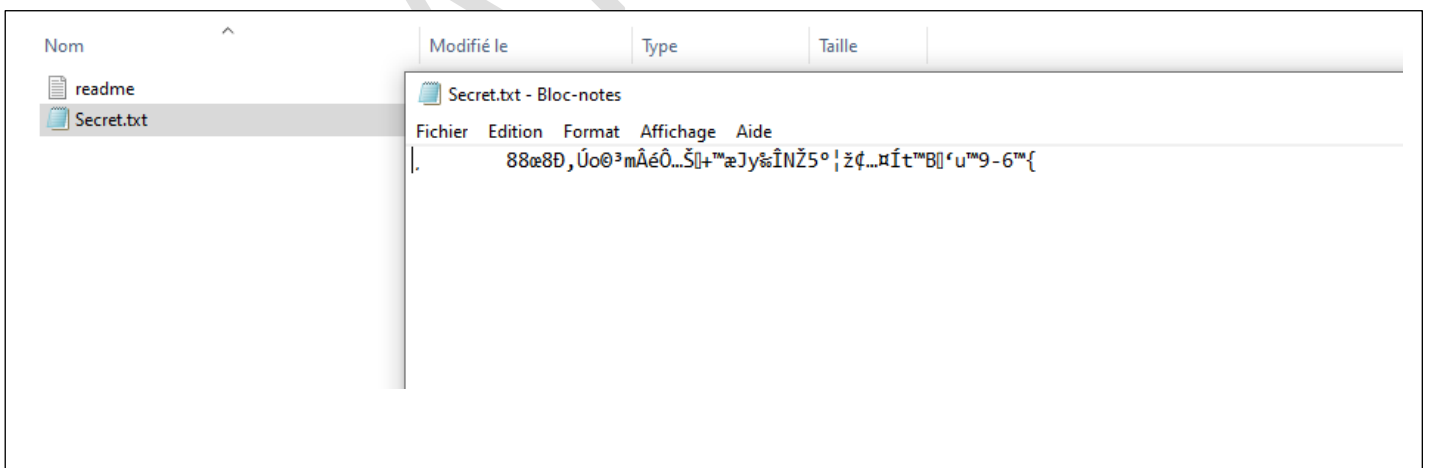 Nom Modifié le Type Taille
readme
Secret.txt
Secret.txt - Bloc-notes
Fichier Edition Format Affichage Aide
88œ8Ð‚Úo©³mÂéÔ…Š▯+™æJy‰ÎNŽ5º¦ž¢…¤Ít™B▯‘u™9-6™{